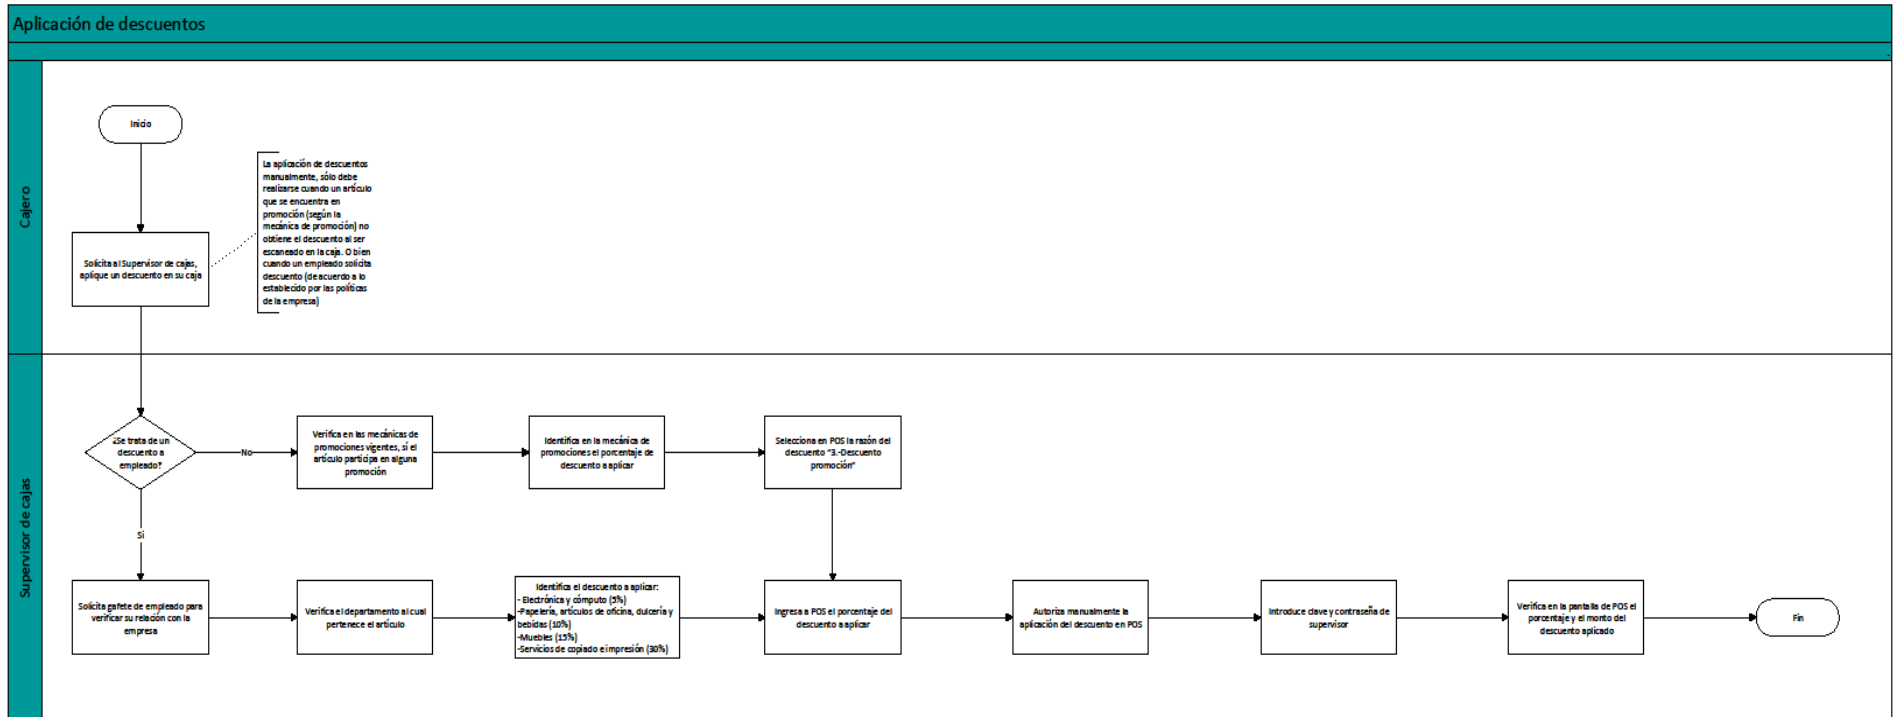 Aplicación de descuentos
Cajero
Inicio
Solicita al Supervisor de cajas,
aplique un descuento en su caja
La aplicación de descuentos
manualmente, sólo debe
realizarse cuando un artículo
que se encuentra en
promoción (según la
mecánica de promoción) no
obtiene el descuento al ser
escaneado en la caja. O bien
cuando un empleado solicita
descuento (de acuerdo a lo
establecido por las políticas
de la empresa)
Supervisor de cajas
¿Se trata de un
descuento a
empleado?
No
Verifica en las mecánicas de
promociones vigentes, si el
artículo participa en alguna
promoción
Identifica en la mecánica de
promociones el porcentaje de
descuento a aplicar
Selecciona en POS la razón del
descuento "3.-Descuento
promoción"
Si
Solicita gafete de empleado para
verificar su relación con la
empresa
Verifica el departamento al cual
pertenece el artículo
Identifica el descuento a aplicar:
- Electrónica y cómputo (5%)
-Papelería, artículos de oficina, dulcería y
bebidas (10%)
-Muebles (15%)
-Servicios de copiado e impresión (30%)
Ingresa a POS el porcentaje del
descuento a aplicar
Autoriza manualmente la
aplicación del descuento en POS
Introduce clave y contraseña de
supervisor
Verifica en la pantalla de POS el
porcentaje y el monto del
descuento aplicado
Fin